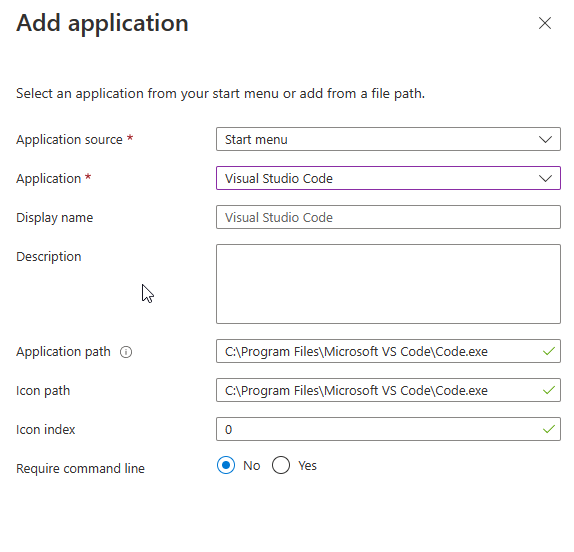 Add application
Select an application from your start menu or add from a file path.
Application source * Start menu
Application * Visual Studio Code
Display name Visual Studio Code
Description
Application path C:\Program Files\Microsoft VS Code\Code.exe
Icon path C:\Program Files\Microsoft VS Code\Code.exe
Icon index 0
Require command line No Yes